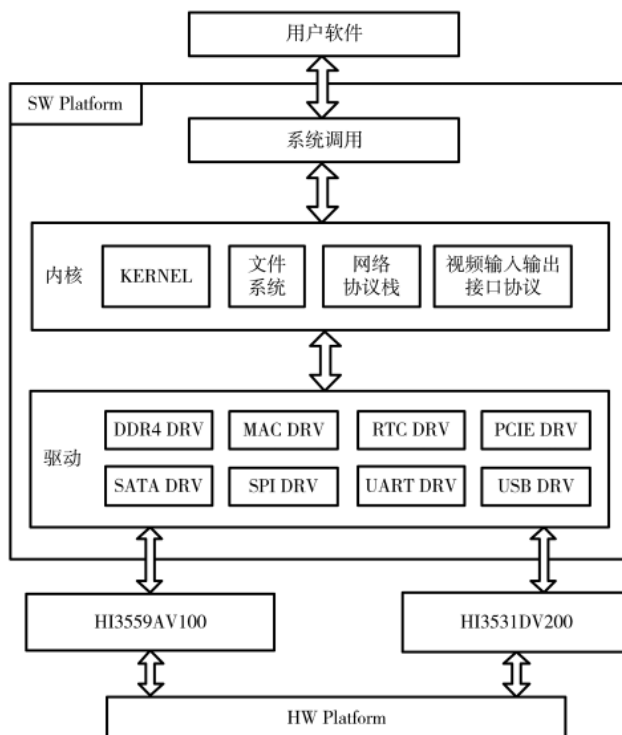 用户软件
SW Platform
系统调用
内核
KERNEL
文件
系统
网络
协议栈
视频输入输出
接口协议
驱动
DDR4 DRV
MAC DRV
RTC DRV
PCIE DRV
SATA DRV
SPI DRV
UART DRV
USB DRV
HI3559AV100
HI3531DV200
HW Platform